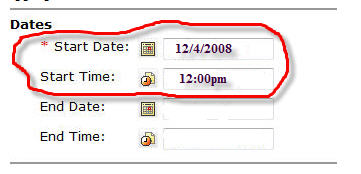 Dates
* Start Date: 12/4/2008
Start Time: 12:00pm
End Date:
End Time: